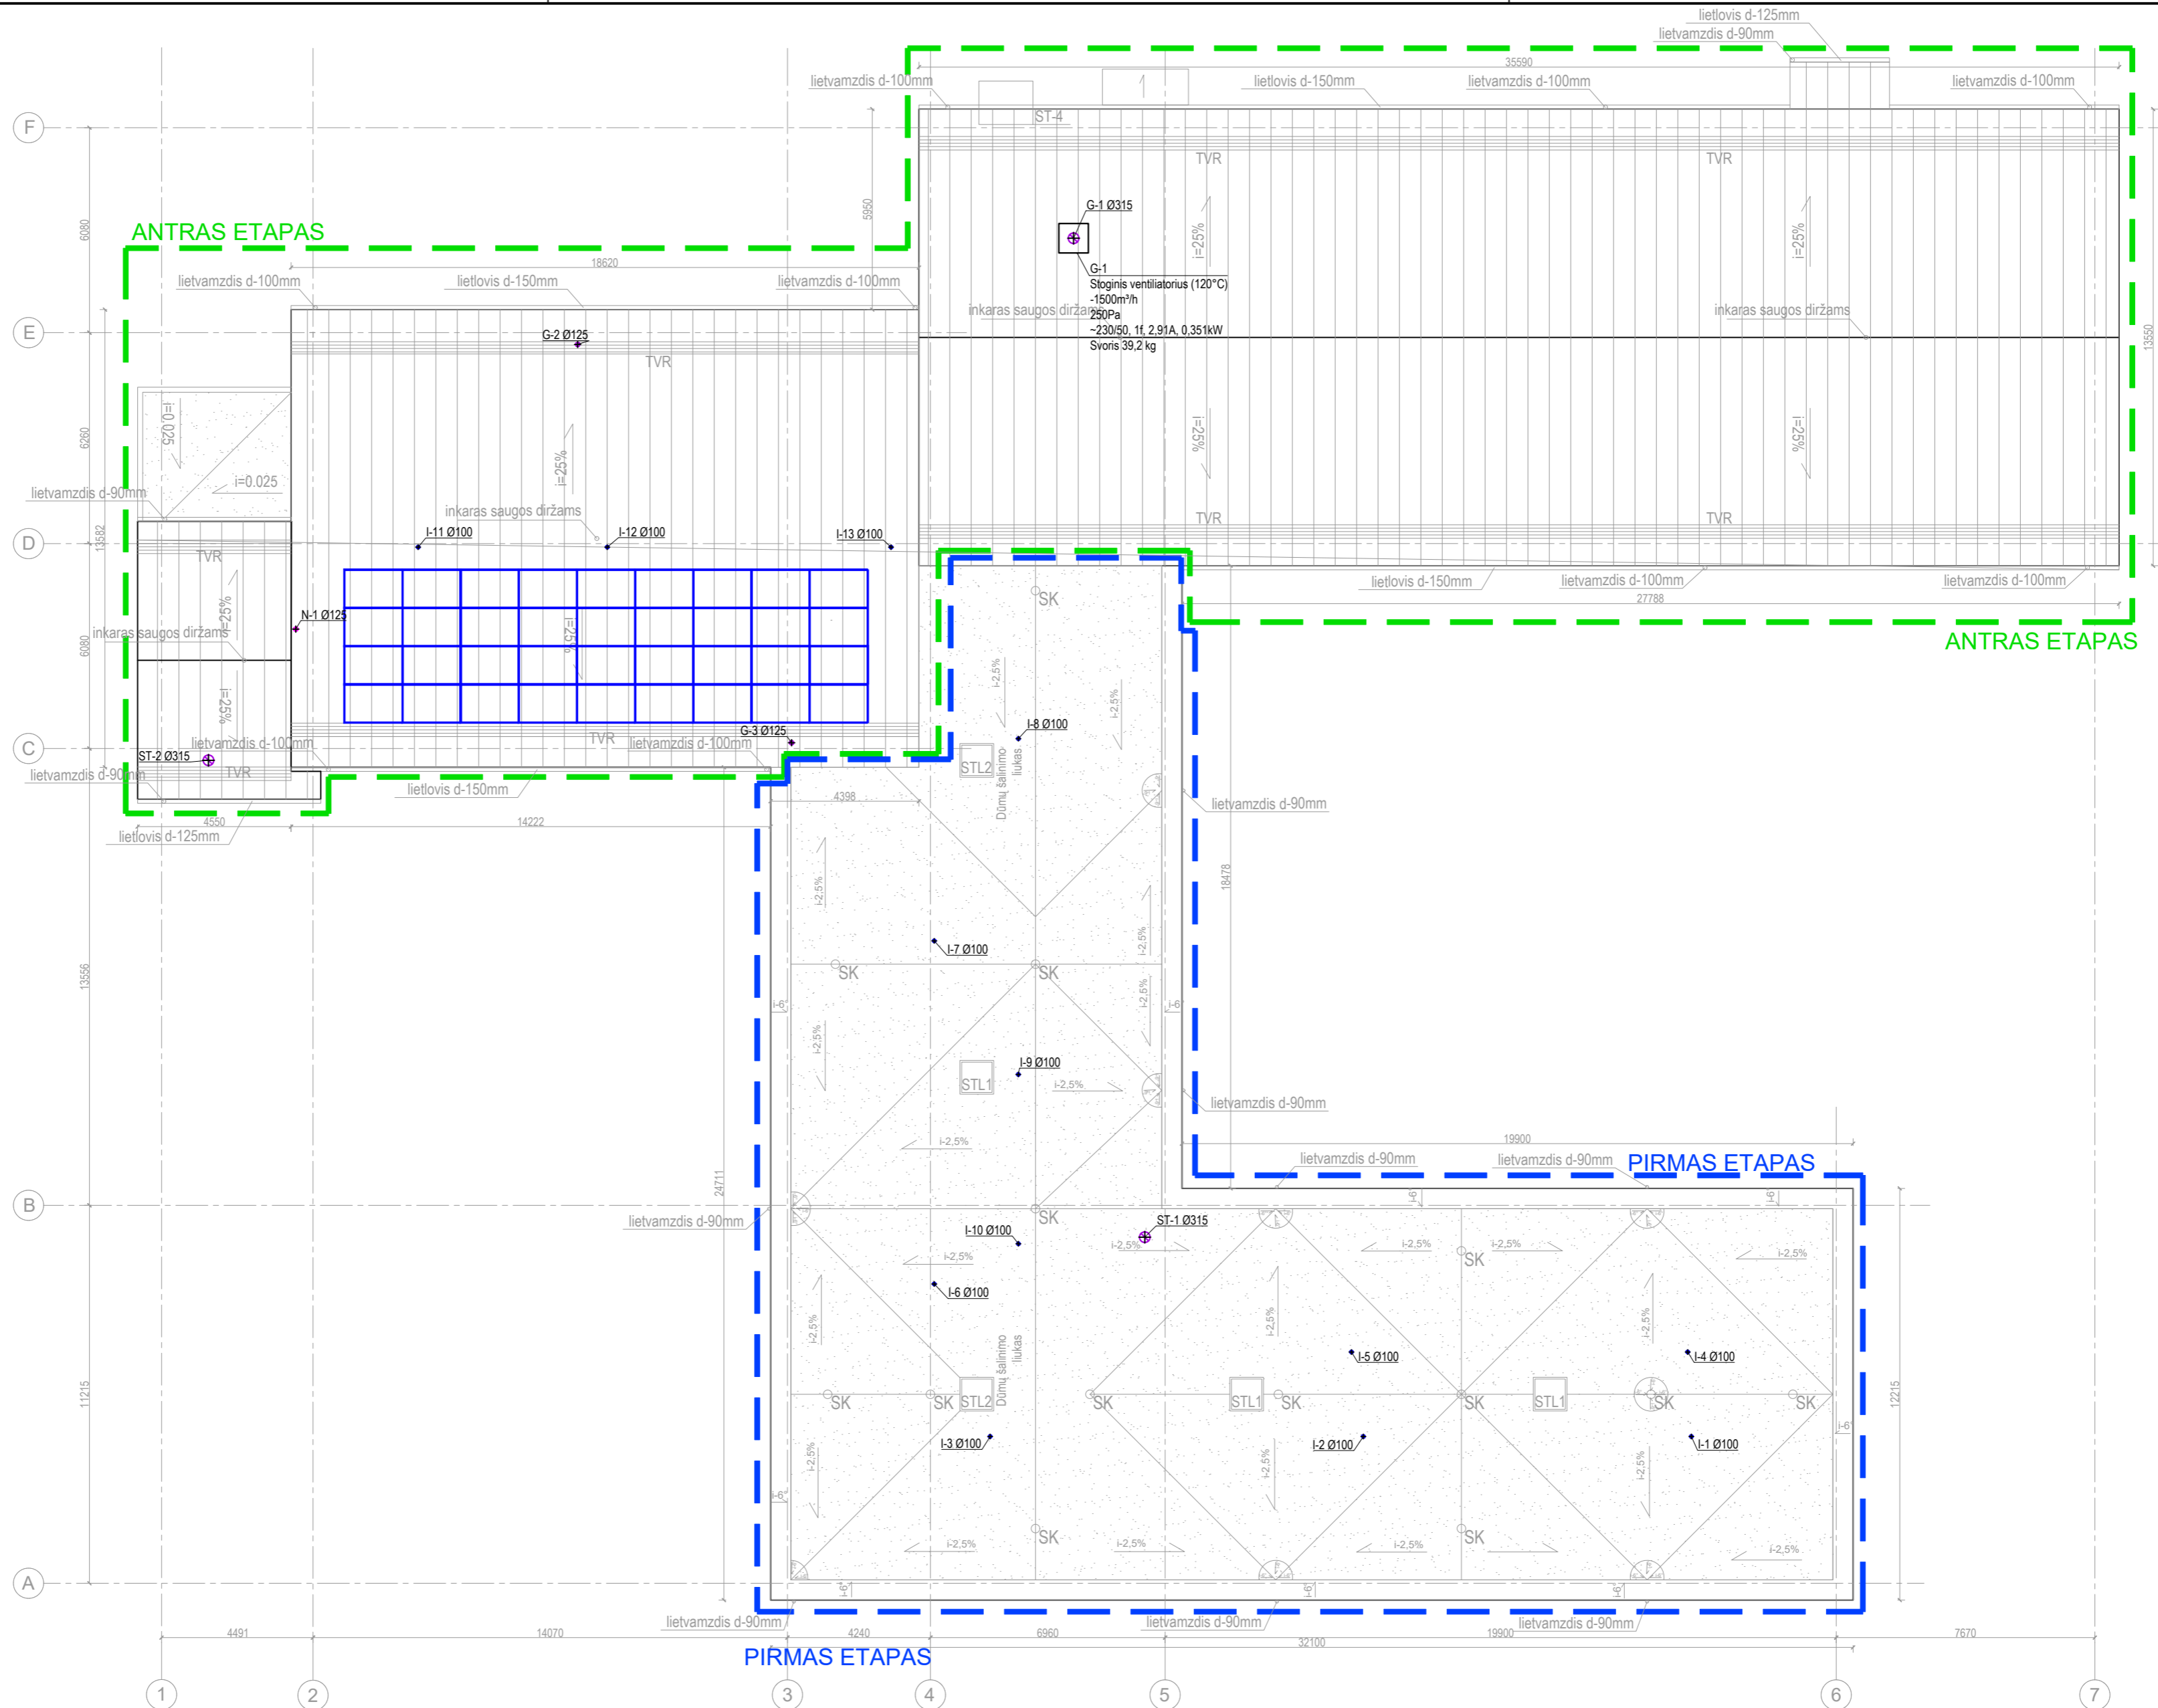 lietlovis d-125mm
lietvamzdis d-90mm
35590
lietvamzdis d-100mm
lietlovis d-150mm
lietvamzdis d-100mm
lietvamzdis d-100mm
ST-4
F
TVR
TVR
6080
5950
G-1 Ø315
i=25%
i=25%
ANTRAS ETAPAS
18620
G-1
Stoginis ventiliatorius (120°C)
-1500m³/h
250Pa
~230/50, 1f, 2,91A, 0,351kW
Svoris 39,2 kg
lietvamzdis d-100mm
lietlovis d-150mm
lietvamzdis d-100mm
inkaras saugos diržams
inkaras saugos diržams
13550
E
G-2 Ø125
TVR
i=0.025
i=25%
i=25%
6260
i=25%
i=0.025
lietvamzdis d-90mm
inkaras saugos diržams
TVR
TVR
I-11 Ø100
I-12 Ø100
I-13 Ø100
D
13582
TVR
lietlovis d-150mm
lietvamzdis d-100mm
lietvamzdis d-100mm
SK
27788
i=25%
N-1 Ø125
inkaras saugos diržams
i=25%
ANTRAS ETAPAS
6080
i-2,5%
i-2,5%
i=25%
I-8 Ø100
G-3 Ø125
TVR
lietvamzdis d-100mm
lietvamzdis d-100mm
C
ST-2 Ø315
TVR
STL2
Dūmų šalinimo
liukas
lietvamzdis d-90mm
lietlovis d-150mm
4398
lietvamzdis d-90mm
4550
14222
lietlovis d-125mm
18478
i-2,5%
i-2,5%
I-7 Ø100
SK
SK
13556
i-2,5%
i-6°
i-6°
i-2,5%
I-9 Ø100
STL1
i-2,5%
lietvamzdis d-90mm
i-2,5%
19900
lietvamzdis d-90mm
lietvamzdis d-90mm
PIRMAS ETAPAS
24711
i-6°
i-6°
B
lietvamzdis d-90mm
SK
ST-1 Ø315
I-10 Ø100
i-2,5%
i-2,5%
i-2,5%
i-2,5%
i-2,5%
SK
I-6 Ø100
i-2,5%
i-2,5%
i-2,5%
Dūmų šalinimo
liukas
I-5 Ø100
I-4 Ø100
11215
12215
SK
SK
STL2
SK
STL1
SK
SK
STL1
SK
SK
I-3 Ø100
I-2 Ø100
I-1 Ø100
i-6°
i-2,5%
i-2,5%
i-2,5%
i-6°
SK
SK
i-2,5%
i-2,5%
i-2,5%
i-2,5%
A
i-6°
i-6°
i-6°
lietvamzdis d-90mm
lietvamzdis d-90mm
lietvamzdis d-90mm
4491
14070
4240
6960
19900
7670
32100
PIRMAS ETAPAS
1
2
3
4
5
6
7